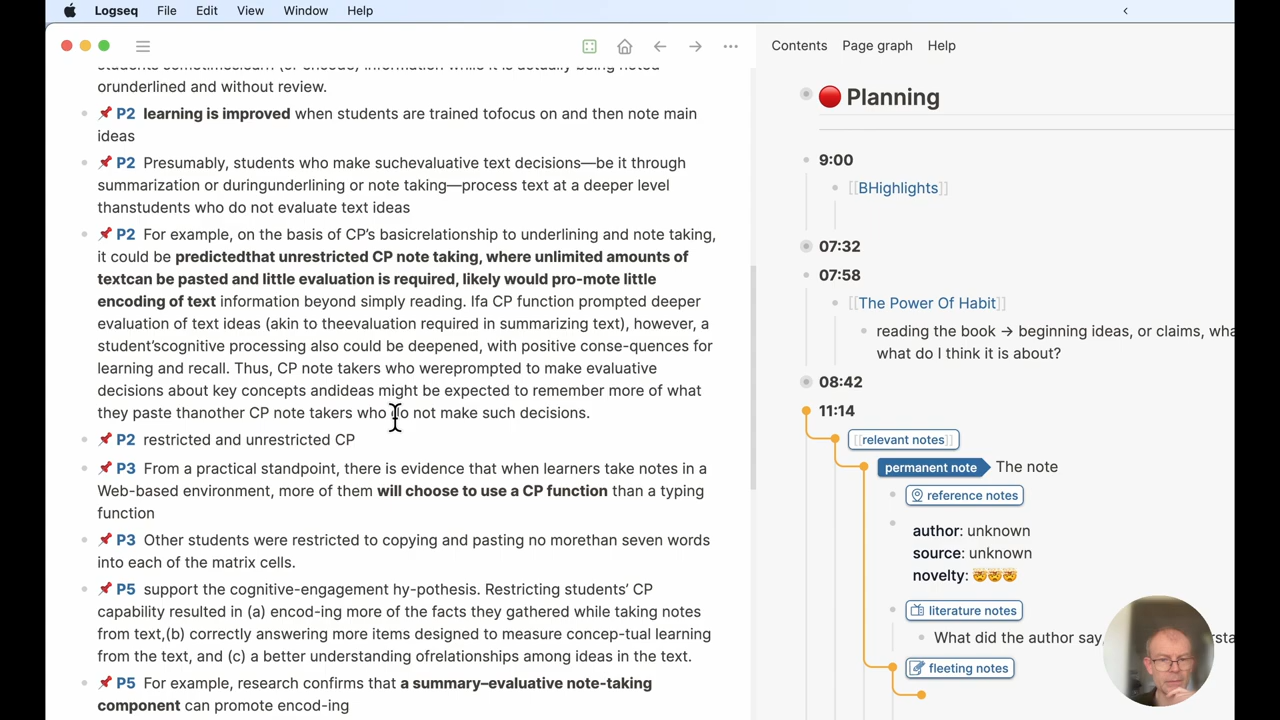 Logseq File Edit View Window Help
orunderlined and without review.
P2 learning is improved when students are trained tofocus on and then note main
ideas
P2 Presumably, students who make suchevaluative text decisions—be it through
summarization or duringunderlining or note taking—process text at a deeper level
thanstudents who do not evaluate text ideas
P2 For example, on the basis of CP's basicrelationship to underlining and note taking,
it could be predictedthat unrestricted CP note taking, where unlimited amounts of
textcan be pasted and little evaluation is required, likely would pro-mote little
encoding of text information beyond simply reading. Ifa CP function prompted deeper
evaluation of text ideas (akin to theevaluation required in summarizing text), however, a
student'scognitive processing also could be deepened, with positive conse-quences for
learning and recall. Thus, CP note takers who wereprompted to make evaluative
decisions about key concepts andideas might be expected to remember more of what
they paste thanother CP note takers who do not make such decisions.
P2 restricted and unrestricted CP
P3 From a practical standpoint, there is evidence that when learners take notes in a
Web-based environment, more of them will choose to use a CP function than a typing
function
P3 Other students were restricted to copying and pasting no morethan seven words
into each of the matrix cells.
P5 support the cognitive-engagement hy-pothesis. Restricting students' CP
capability resulted in (a) encod-ing more of the facts they gathered while taking notes
from text,(b) correctly answering more items designed to measure concep-tual learning
from the text, and (c) a better understanding ofrelationships among ideas in the text.
P5 For example, research confirms that a summary–evaluative note-taking
component can promote encod-ing
Contents Page graph Help
Planning
9:00
[[BHighlights]]
07:32
07:58
[[The Power Of Habit]]
reading the book → beginning ideas, or claims, wha
what do I think it is about?
08:42
11:14
[[relevant notes]]
permanent note The note
reference notes
author: unknown
source: unknown
novelty: 🤯🤯🤯
literature notes
What did the author say,
fleeting notes